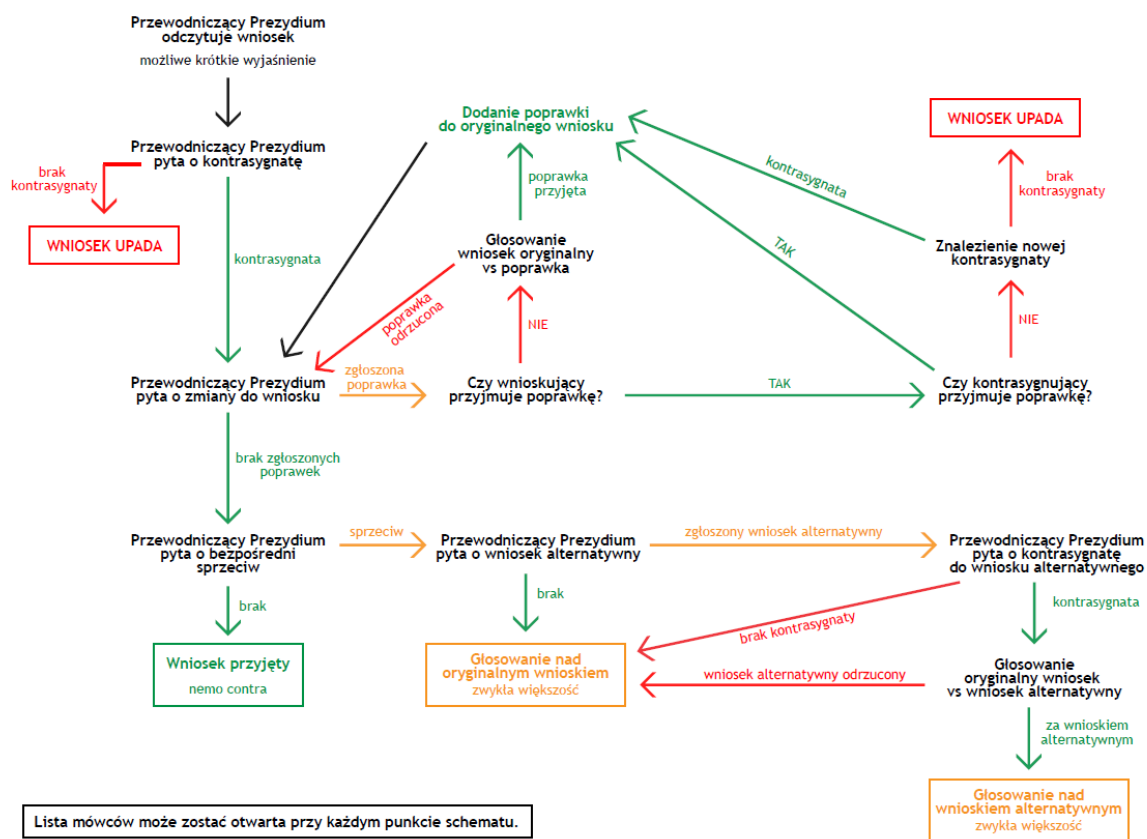 Przewodniczący Prezydium
odczytuje wniosek
możliwe krótkie wyjaśnienie
Przewodniczący Prezydium
pyta o kontrasygnatę
brak
kontrasygnaty
WNIOSEK UPADA
kontrasygnata
Dodanie poprawki
do oryginalnego wniosku
poprawka
przyjęta
Głosowanie
wniosek oryginalny
vs poprawka
poprawka
odrzucona
NIE
kontrasygnata
TAK
WNIOSEK UPADA
brak
kontrasygnaty
Znalezienie nowej
kontrasygnaty
NIE
Przewodniczący Prezydium
pyta o zmiany do wniosku
zgłoszona
poprawka
Czy wnioskujący
przyjmuje poprawkę?
TAK
Czy kontrasygnujący
przyjmuje poprawkę?
brak zgłoszonych
poprawek
Przewodniczący Prezydium
pyta o bezpośredni
sprzeciw
sprzeciw
Przewodniczący Prezydium
pyta o wniosek alternatywny
zgłoszony wniosek alternatywny
Przewodniczący Prezydium
pyta o kontrasygnatę
do wniosku alternatywnego
brak
brak
brak kontrasygnaty
kontrasygnata
Wniosek przyjęty
nemo contra
Głosowanie nad
oryginalnym wnioskiem
zwykła większość
wniosek alternatywny odrzucony
Głosowanie
oryginalny wniosek
vs wniosek alternatywny
za wnioskiem
alternatywnym
Głosowanie nad
wnioskiem alternatywnym
zwykła większość
Lista mówców może zostać otwarta przy każdym punkcie schematu.